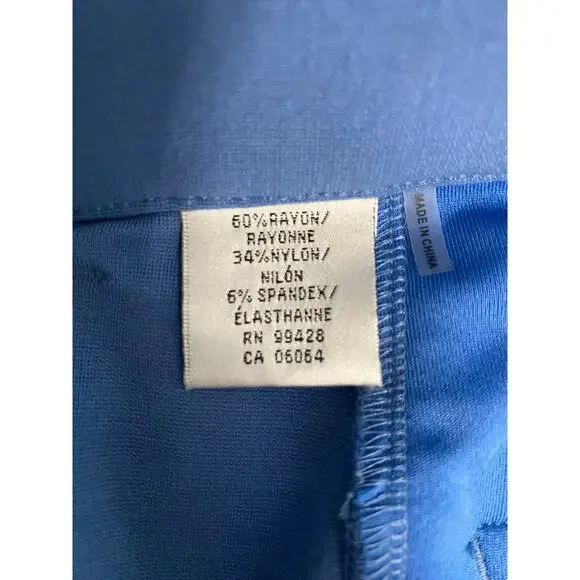 60%RAYON/
RAYONNE
34%NYLON/
NILÓN
6% SPANDEX/
ÉLASTHANNE
RN 99428
CA 06064
MADE IN CHINA